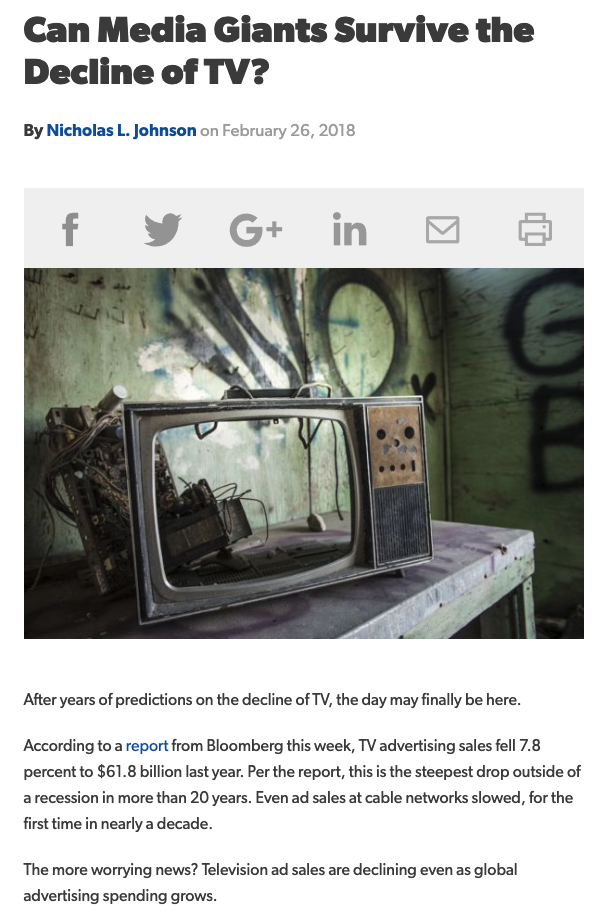 Can Media Giants Survive the
Decline of TV?
By Nicholas L. Johnson on February 26, 2018
f G+ in
G
B
After years of predictions on the decline of TV, the day may finally be here.
According to a report from Bloomberg this week, TV advertising sales fell 7.8
percent to $61.8 billion last year. Per the report, this is the steepest drop outside of
a recession in more than 20 years. Even ad sales at cable networks slowed, for the
first time in nearly a decade.
The more worrying news? Television ad sales are declining even as global
advertising spending grows.